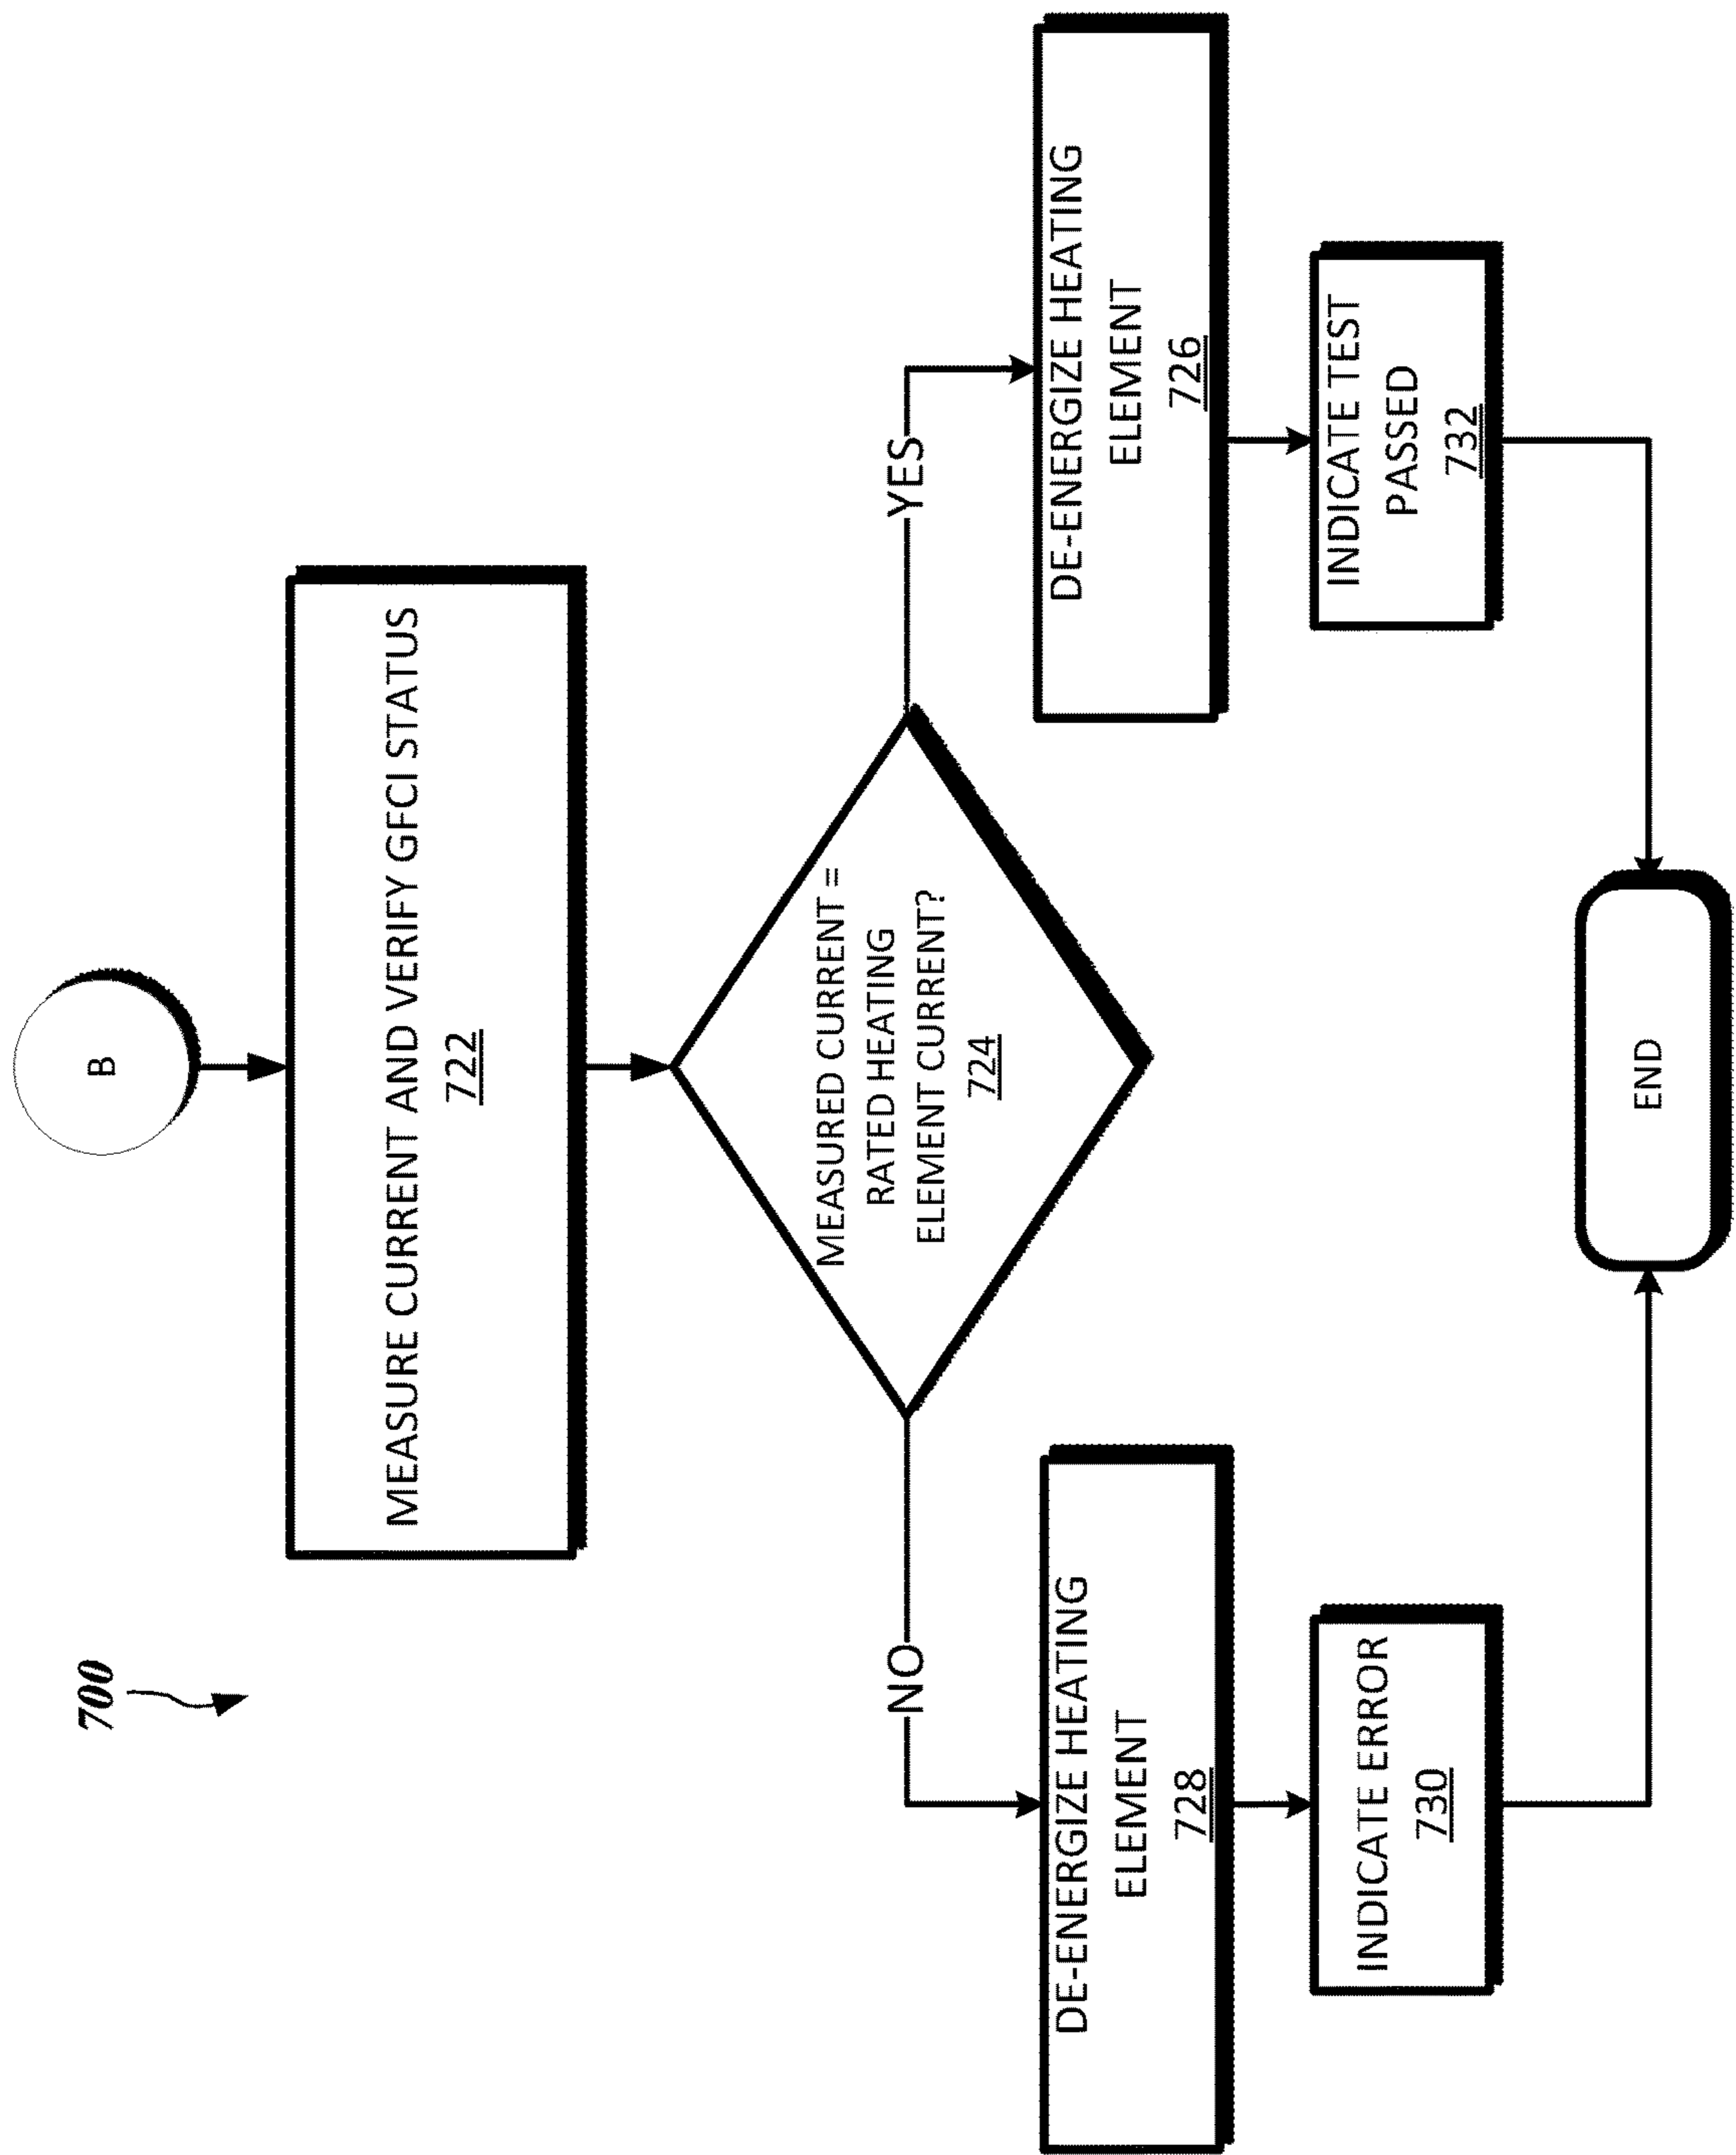 700
B
MEASURE CURRENT AND VERIFY GFCI STATUS
722
MEASURED CURRENT =
RATED HEATING
ELEMENT CURRENT?
724
NO
YES
DE-ENERGIZE HEATING
ELEMENT
728
DE-ENERGIZE HEATING
ELEMENT
726
INDICATE ERROR
730
INDICATE TEST
PASSED
732
END